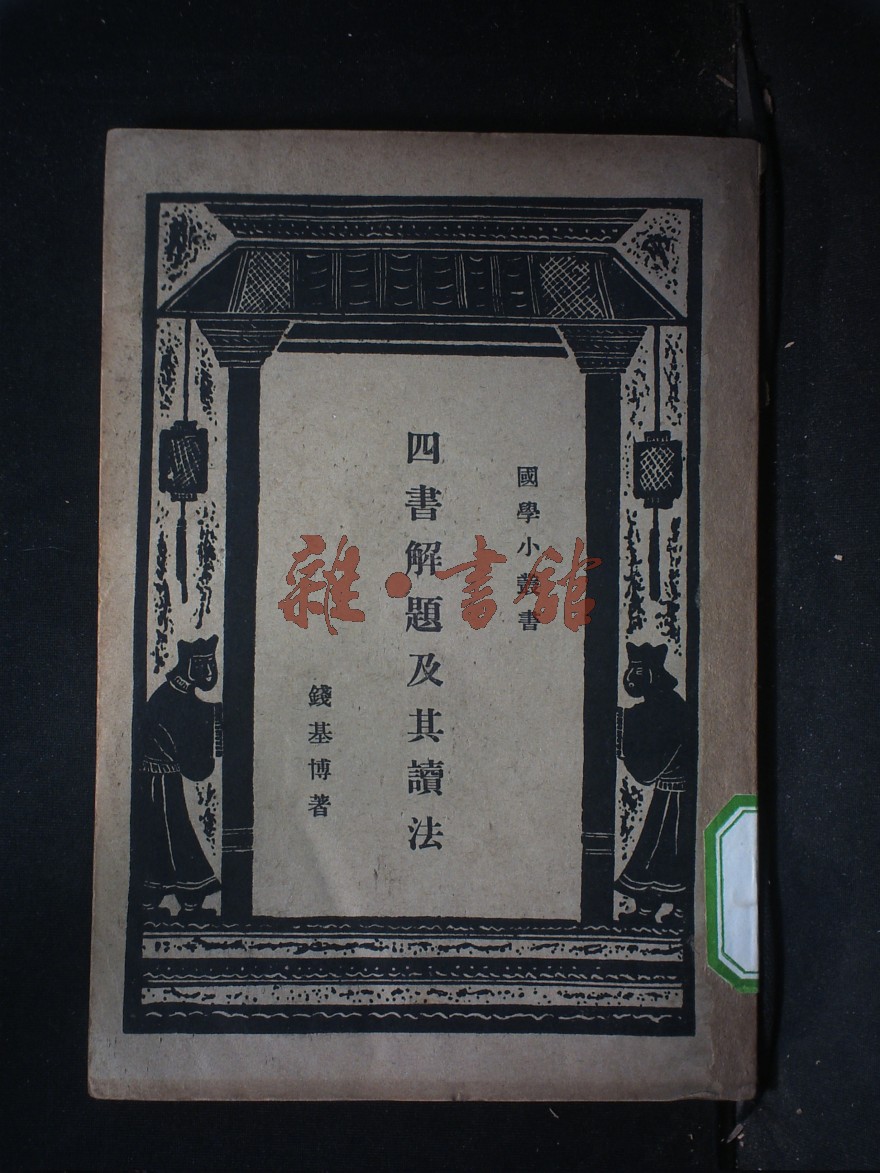 國學小叢書
四書解題及其讀法
錢基博著
雜·書館